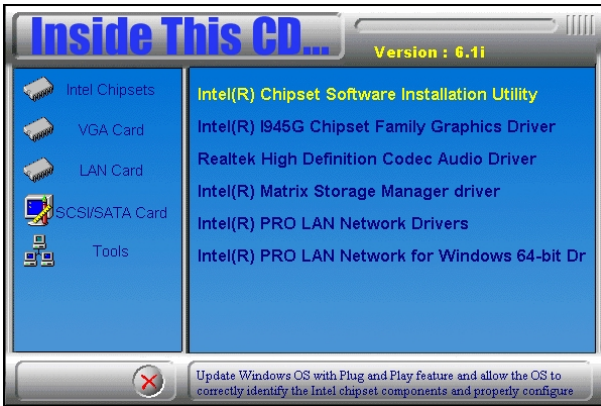 Inside This CD...
Version : 6.1i
Intel Chipsets
VGA Card
LAN Card
SCSI/SATA Card
Tools
Intel(R) Chipset Software Installation Utility
Intel(R) I945G Chipset Family Graphics Driver
Realtek High Definition Codec Audio Driver
Intel(R) Matrix Storage Manager driver
Intel(R) PRO LAN Network Drivers
Intel(R) PRO LAN Network for Windows 64-bit Dr
Update Windows OS with Plug and Play feature and allow the OS to
correctly identify the Intel chipset components and properly configure